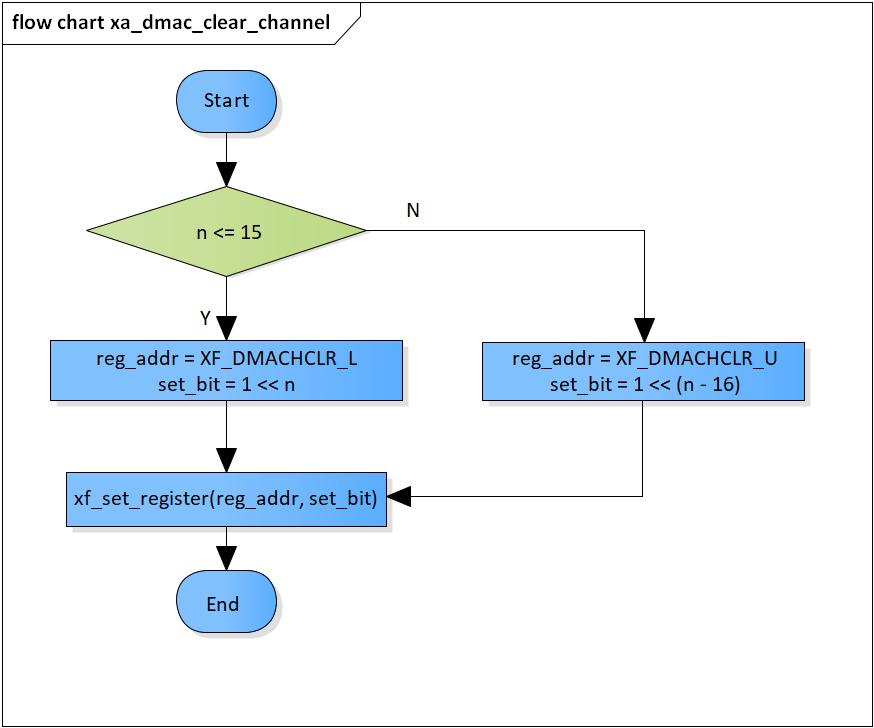 flow chart xa_dmac_clear_channel
Start
n <= 15
N
Y
reg_addr = XF_DMACHCLR_L
set_bit = 1 << n
reg_addr = XF_DMACHCLR_U
set_bit = 1 << (n - 16)
xf_set_register(reg_addr, set_bit)
End